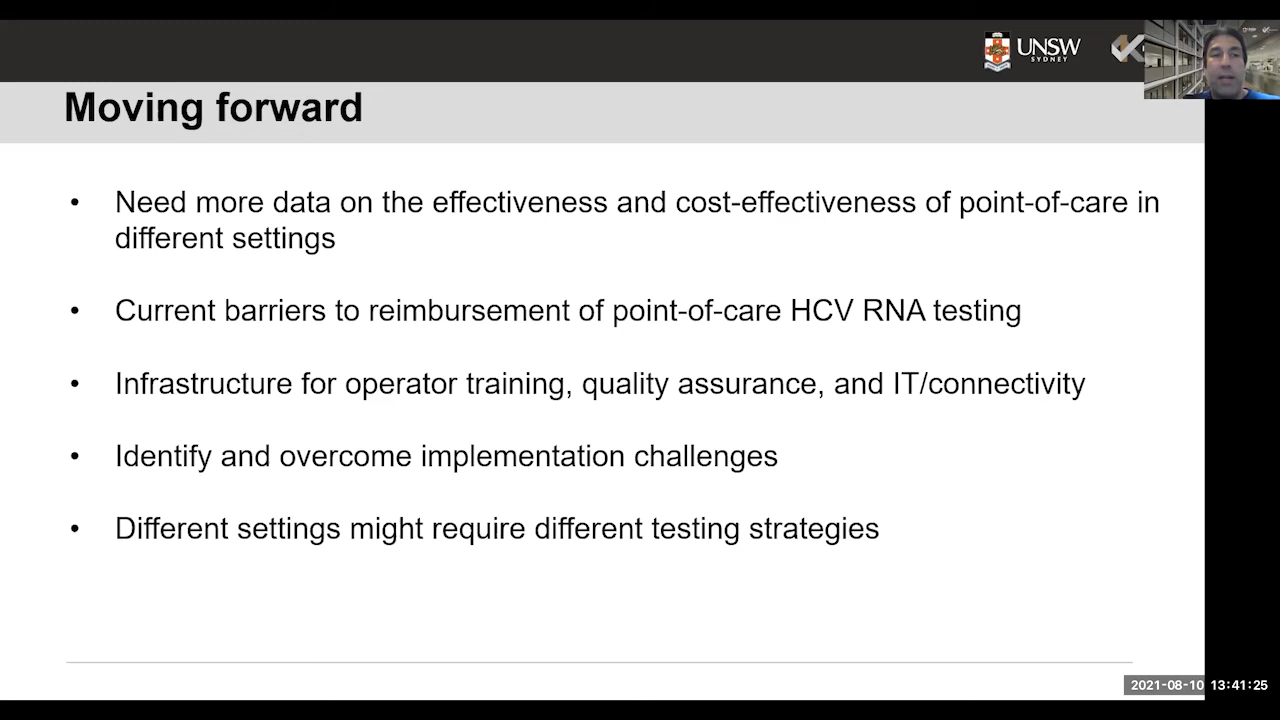 UNSW
SYDNEY
Moving forward
• Need more data on the effectiveness and cost-effectiveness of point-of-care in
different settings
• Current barriers to reimbursement of point-of-care HCV RNA testing
• Infrastructure for operator training, quality assurance, and IT/connectivity
• Identify and overcome implementation challenges
• Different settings might require different testing strategies
2021-08-10 13:41:25